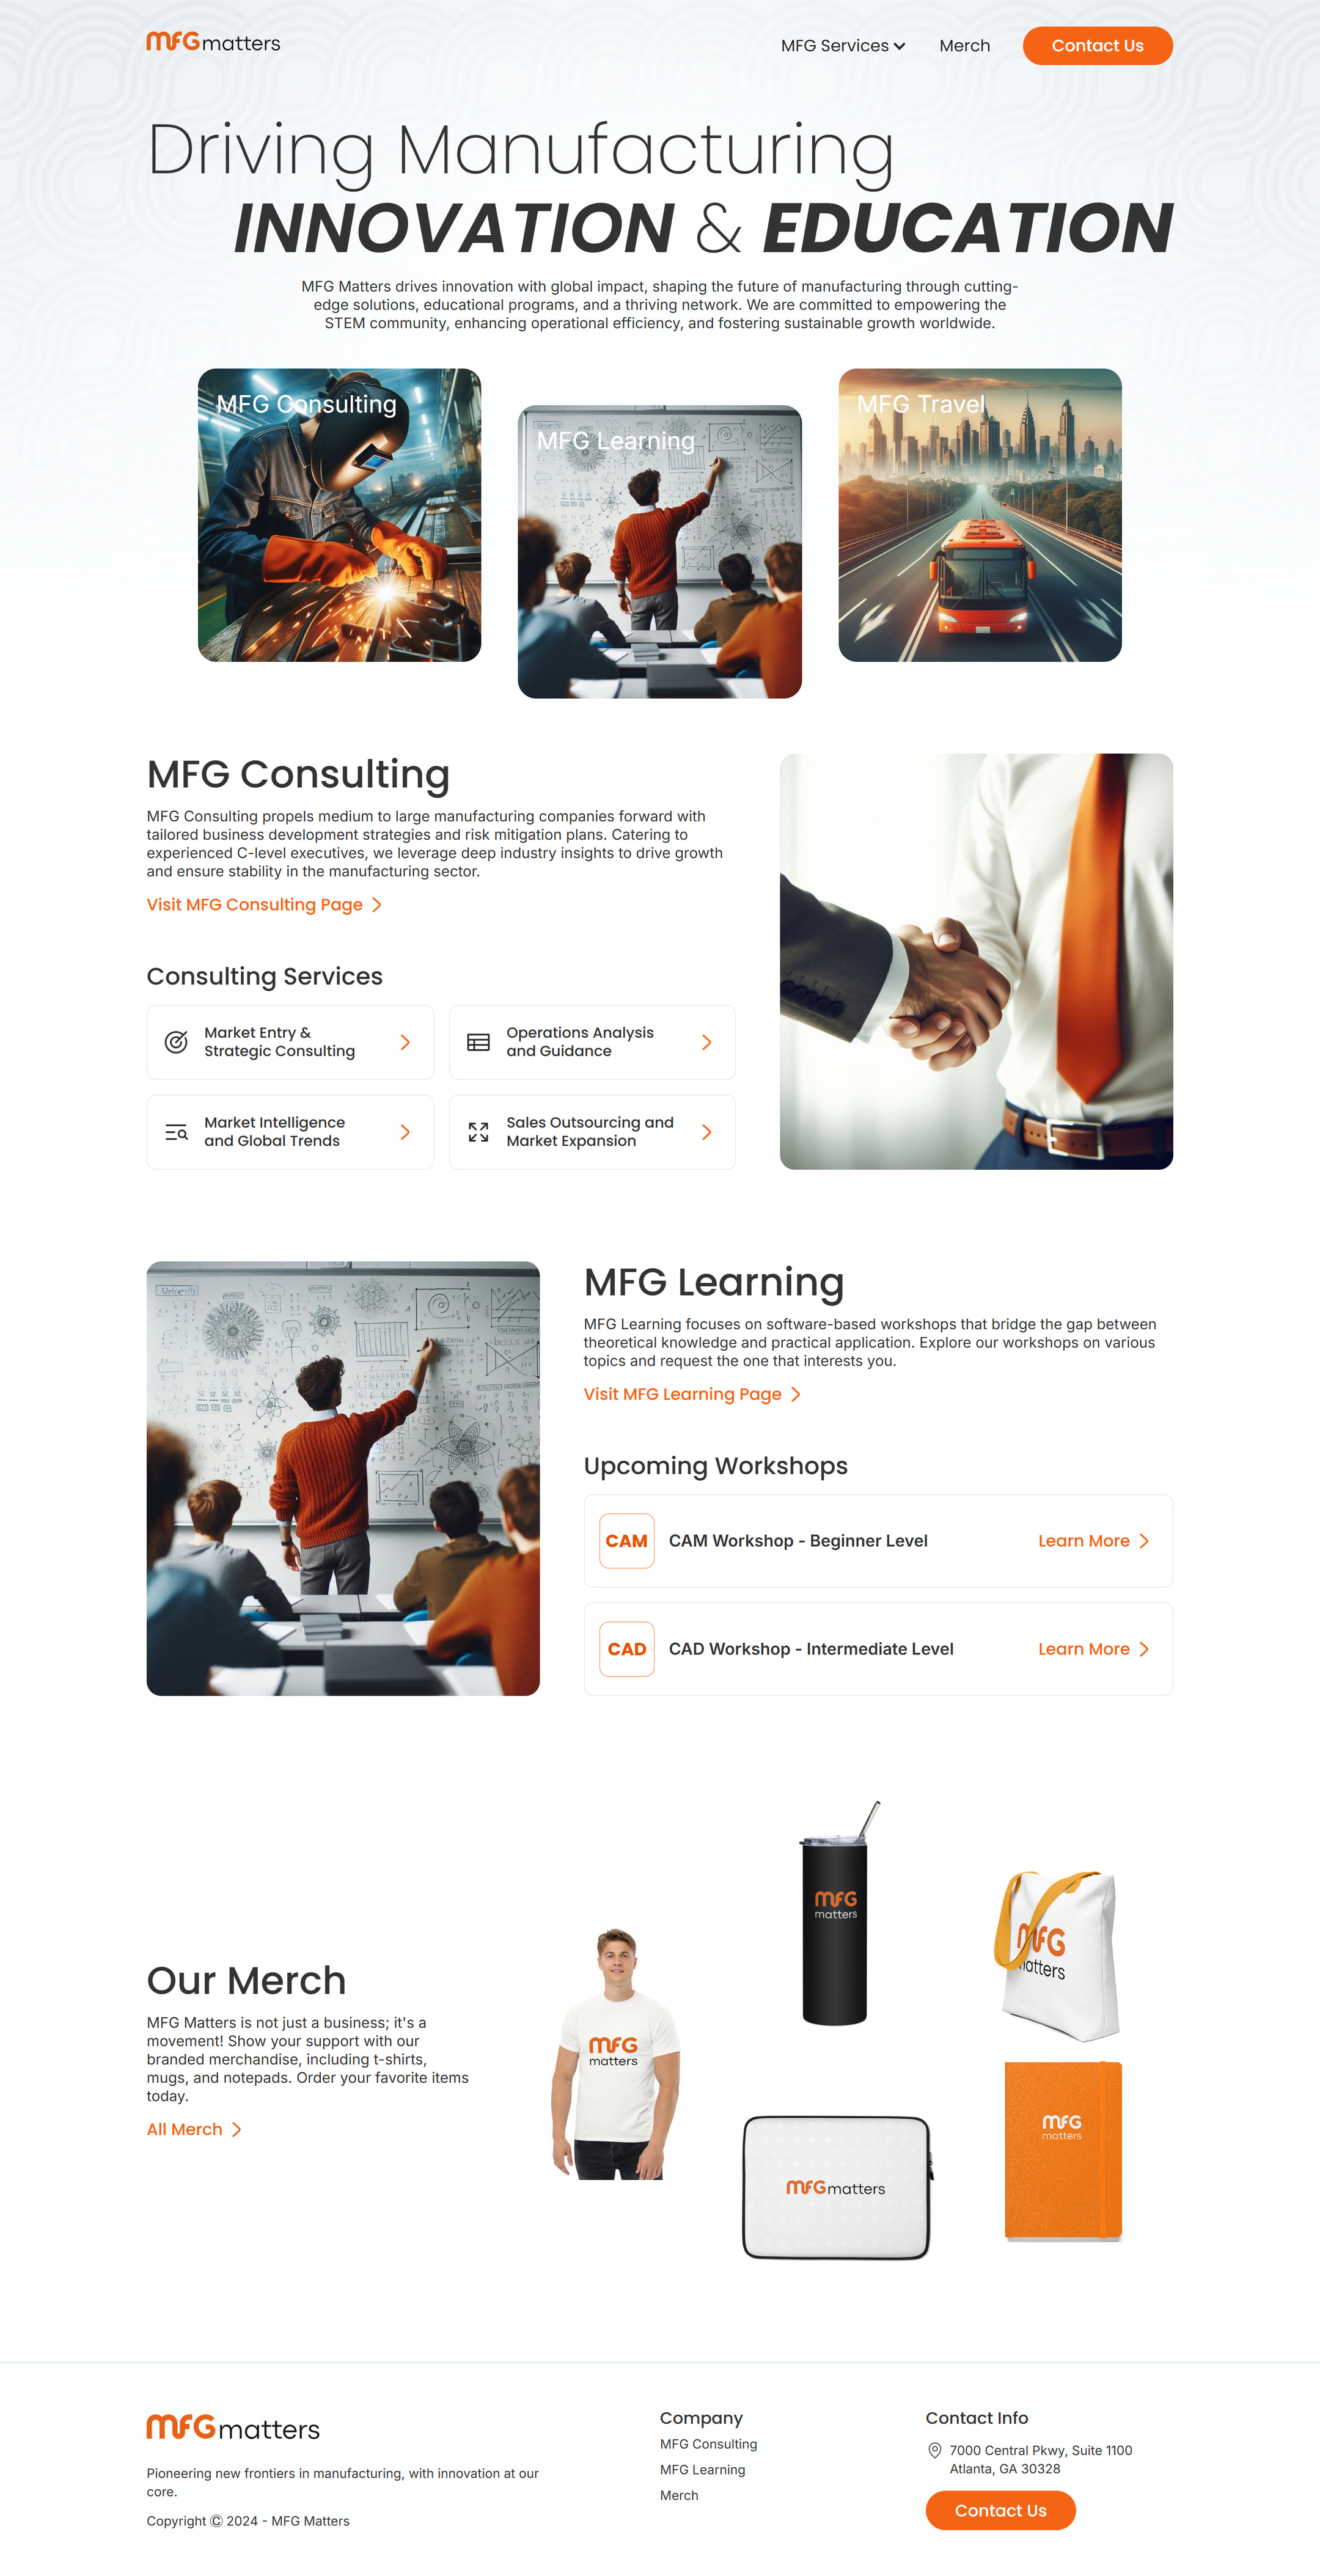 MFG matters
MFG Services
Merch
Contact Us
Driving Manufacturing
INNOVATION & EDUCATION
MFG Matters drives innovation with global impact, shaping the future of manufacturing through cutting-
edge solutions, educational programs, and a thriving network. We are committed to empowering the
STEM community, enhancing operational efficiency, and fostering sustainable growth worldwide.
MFG Consulting
MFG Learning
MFG Travel
MFG Consulting
MFG Consulting propels medium to large manufacturing companies forward with
tailored business development strategies and risk mitigation plans. Catering to
experienced C-level executives, we leverage deep industry insights to drive growth
and ensure stability in the manufacturing sector.
Visit MFG Consulting Page
Consulting Services
Market Entry &
Strategic Consulting
Operations Analysis
and Guidance
Market Intelligence
and Global Trends
Sales Outsourcing and
Market Expansion
MFG Learning
MFG Learning focuses on software-based workshops that bridge the gap between
theoretical knowledge and practical application. Explore our workshops on various
topics and request the one that interests you.
Visit MFG Learning Page
Upcoming Workshops
CAM
CAM Workshop - Beginner Level
Learn More
CAD
CAD Workshop - Intermediate Level
Learn More
Our Merch
MFG Matters is not just a business; it's a
movement! Show your support with our
branded merchandise, including t-shirts,
mugs, and notepads. Order your favorite items
today.
All Merch
MFG
matters
MFG
matters
MFG
matters
MFG matters
MFG
matters
MFG matters
Pioneering new frontiers in manufacturing, with innovation at our
core.
Copyright © 2024 - MFG Matters
Company
MFG Consulting
MFG Learning
Merch
Contact Info
7000 Central Pkwy, Suite 1100
Atlanta, GA 30328
Contact Us